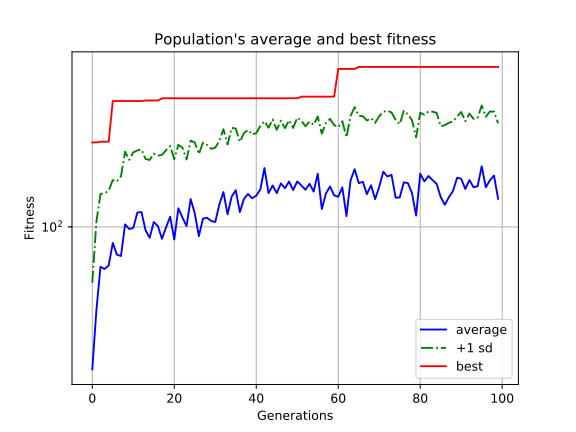 Population's average and best fitness
Fitness
10²
0 20 40 60 80 100
Generations
average
+1 sd
best